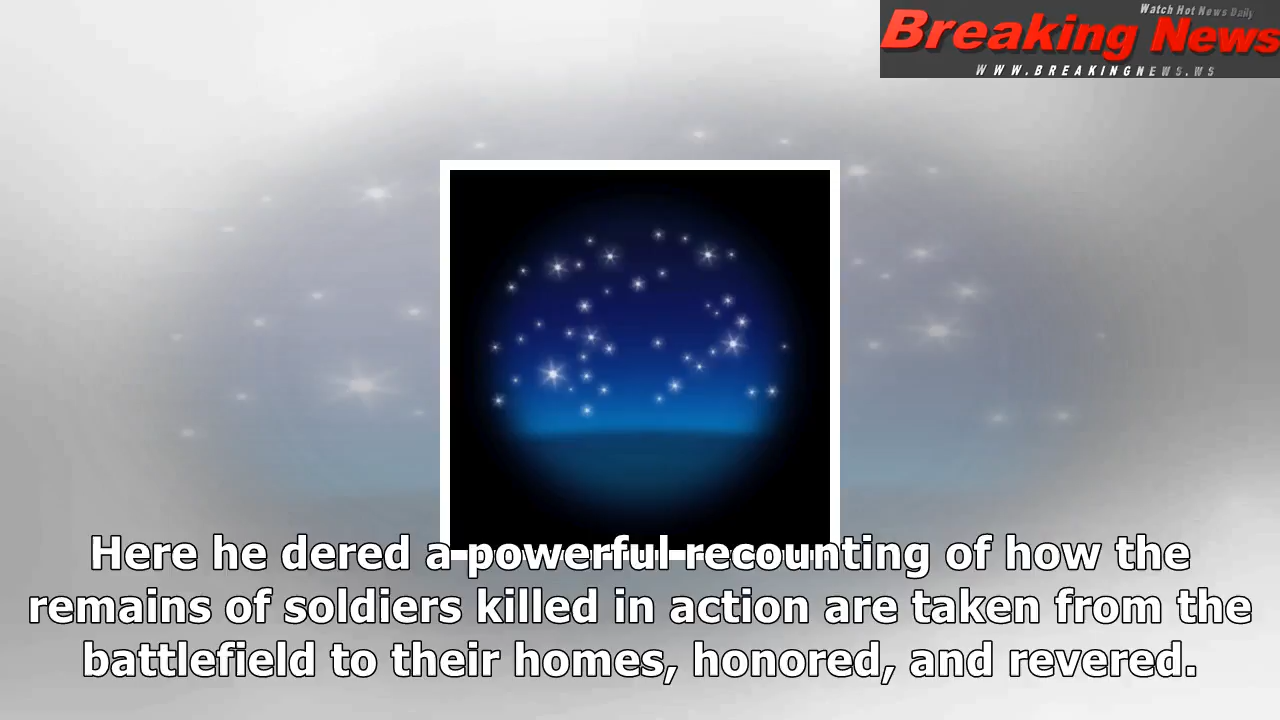 Watch Hot News Daily
Breaking News
WWW.BREAKINGNEWS.WS
Here he dered a powerful recounting of how the
remains of soldiers killed in action are taken from the
battlefield to their homes, honored, and revered.